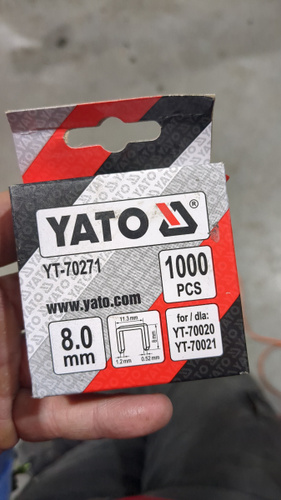 YATO
YT-70271
1000
PCS
www.yato.com
8.0
mm
11.3mm
8mm
1.2mm
0.52mm
for / dla:
YT-70020
YT-70021